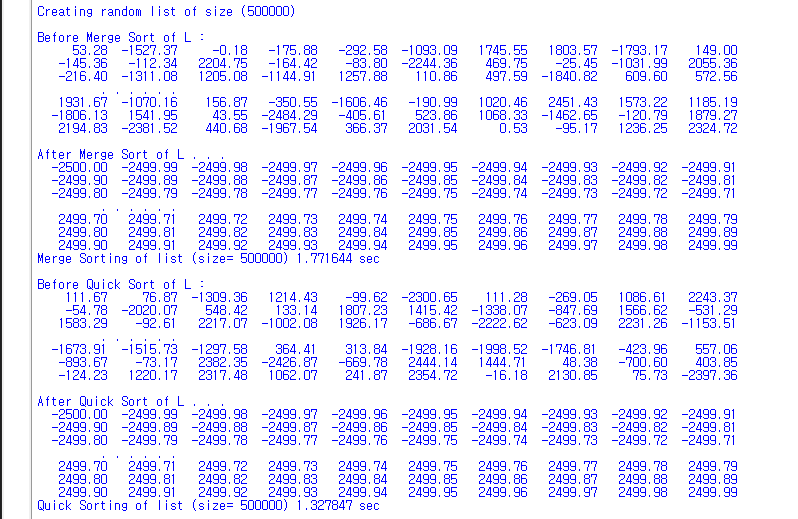 Creating random list of size (500000)
Before Merge Sort of L :
53.28 -1527.37 -0.18 -175.88 -292.58 -1093.09 1745.55 1803.57 -1793.17 149.00
-145.36 -112.34 2204.75 -164.42 -83.80 -2244.36 469.75 -25.45 -1031.99 2055.36
-216.40 -1311.08 1205.08 -1144.91 1257.88 110.86 497.59 -1840.82 609.60 572.56
. . . . . .
1931.67 -1070.16 156.87 -350.55 -1606.46 -190.99 1020.46 2451.43 1573.22 1185.19
-1806.13 1541.95 43.55 -2484.29 -405.61 523.86 1068.33 -1462.65 -120.79 1879.27
2194.83 -2381.52 440.68 -1967.54 366.37 2031.54 0.53 -95.17 1236.25 2324.72
After Merge Sort of L . . .
-2500.00 -2499.99 -2499.98 -2499.97 -2499.96 -2499.95 -2499.94 -2499.93 -2499.92 -2499.91
-2499.90 -2499.89 -2499.88 -2499.87 -2499.86 -2499.85 -2499.84 -2499.83 -2499.82 -2499.81
-2499.80 -2499.79 -2499.78 -2499.77 -2499.76 -2499.75 -2499.74 -2499.73 -2499.72 -2499.71
. . . . . .
2499.70 2499.71 2499.72 2499.73 2499.74 2499.75 2499.76 2499.77 2499.78 2499.79
2499.80 2499.81 2499.82 2499.83 2499.84 2499.85 2499.86 2499.87 2499.88 2499.89
2499.90 2499.91 2499.92 2499.93 2499.94 2499.95 2499.96 2499.97 2499.98 2499.99
Merge Sorting of list (size= 500000) 1.771644 sec
Before Quick Sort of L :
111.67 76.87 -1309.36 1214.43 -99.62 -2300.65 111.28 -269.05 1086.61 2243.37
-54.78 -2020.07 548.42 133.14 1807.23 1415.42 -1338.07 -847.69 1566.62 -531.29
1583.29 -92.61 2217.07 -1002.08 1926.17 -686.67 -2222.62 -623.09 2231.26 -1153.51
. . . . . .
-1673.91 -1515.73 -1297.58 364.41 313.84 -1928.16 -1998.52 -1746.81 -423.96 557.06
-893.67 -73.17 2382.35 -2426.87 -669.78 2444.14 1444.71 48.38 -700.60 403.85
-124.23 1220.17 2317.48 1062.07 241.87 2354.72 -16.18 2130.85 75.73 -2397.36
After Quick Sort of L . . .
-2500.00 -2499.99 -2499.98 -2499.97 -2499.96 -2499.95 -2499.94 -2499.93 -2499.92 -2499.91
-2499.90 -2499.89 -2499.88 -2499.87 -2499.86 -2499.85 -2499.84 -2499.83 -2499.82 -2499.81
-2499.80 -2499.79 -2499.78 -2499.77 -2499.76 -2499.75 -2499.74 -2499.73 -2499.72 -2499.71
. . . . . .
2499.70 2499.71 2499.72 2499.73 2499.74 2499.75 2499.76 2499.77 2499.78 2499.79
2499.80 2499.81 2499.82 2499.83 2499.84 2499.85 2499.86 2499.87 2499.88 2499.89
2499.90 2499.91 2499.92 2499.93 2499.94 2499.95 2499.96 2499.97 2499.98 2499.99
Quick Sorting of list (size= 500000) 1.327847 sec